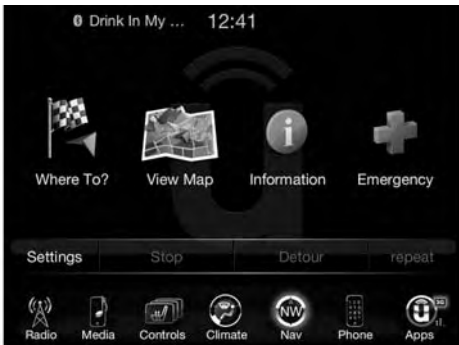 Drink In My ... 12:41
Where To? View Map Information Emergency
Settings Stop Detour repeat
NW
3G
Radio Media Controls Climate Nav Phone Apps